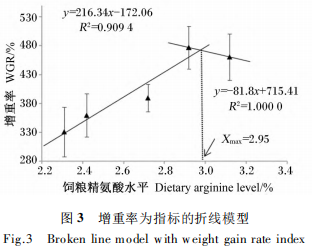 y=216.34x-172.06
R²=0.909 4
y=-81.8x+715.41
R²=1.000 0
Xmax=2.95
增重率 WGR/%
530
480
430
380
330
280
2.2 2.4 2.6 2.8 3.0 3.2 3.4
饲粮精氨酸水平 Dietary arginine level/%
图 3 增重率为指标的折线模型
Fig.3 Broken line model with weight gain rate index